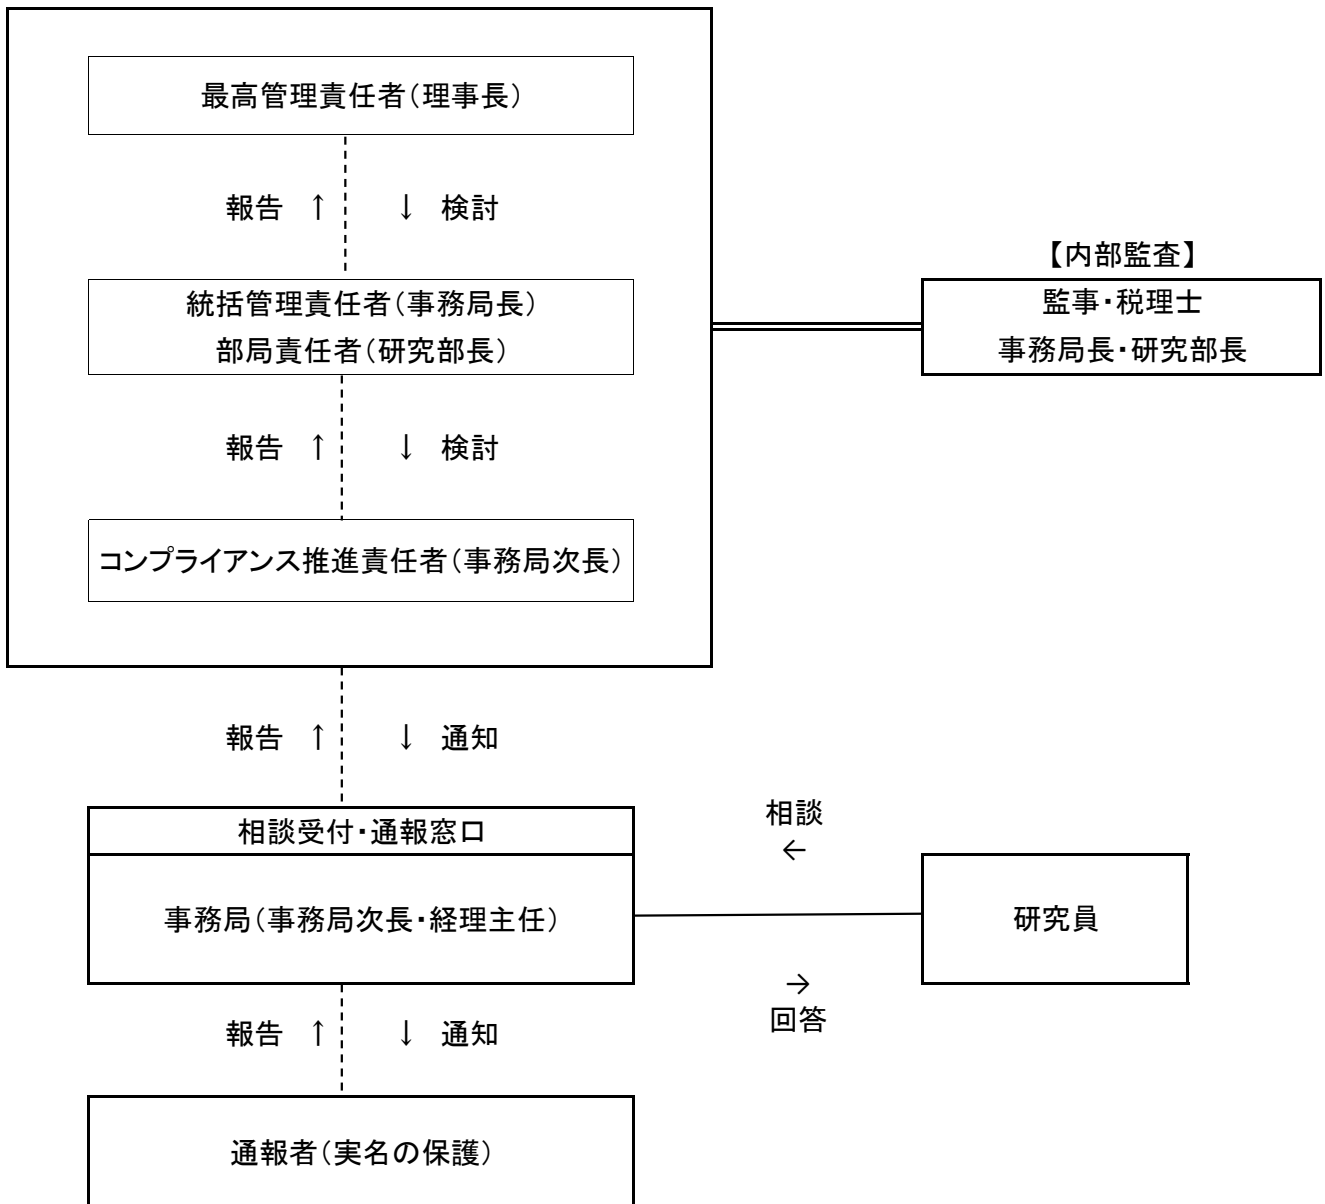 最高管理責任者(理事長)
報告 ↑ ↓ 検討
【内部監査】
統括管理責任者(事務局長)
部局責任者(研究部長)
監事・税理士
事務局長・研究部長
報告 ↑ ↓ 検討
コンプライアンス推進責任者(事務局次長)
報告 ↑ ↓ 通知
相談受付・通報窓口
事務局(事務局次長・経理主任)
相談
←
→
回答
研究員
報告 ↑ ↓ 通知
通報者(実名の保護)